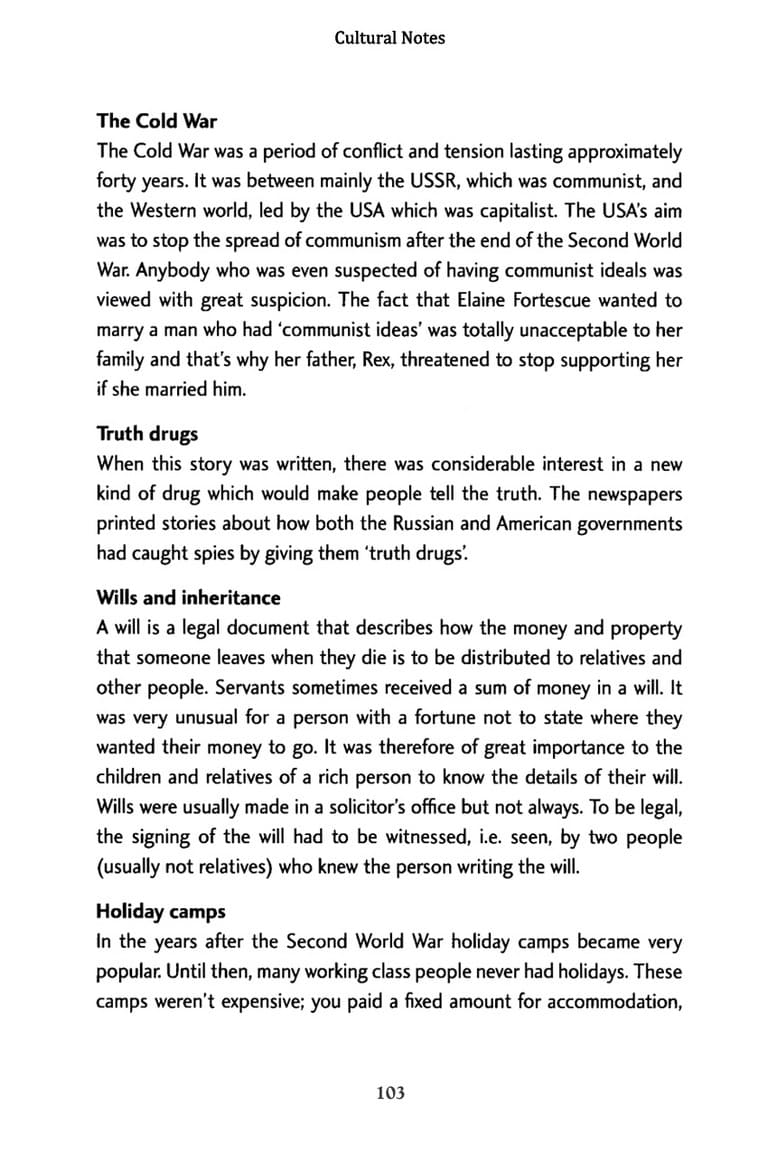 Cultural Notes
The Cold War
The Cold War was a period of conflict and tension lasting approximately
forty years. It was between mainly the USSR, which was communist, and
the Western world, led by the USA which was capitalist. The USA's aim
was to stop the spread of communism after the end of the Second World
War. Anybody who was even suspected of having communist ideals was
viewed with great suspicion. The fact that Elaine Fortescue wanted to
marry a man who had ‘communist ideas’ was totally unacceptable to her
family and that's why her father, Rex, threatened to stop supporting her
if she married him.
Truth drugs
When this story was written, there was considerable interest in a new
kind of drug which would make people tell the truth. The newspapers
printed stories about how both the Russian and American governments
had caught spies by giving them ‘truth drugs’.
Wills and inheritance
A will is a legal document that describes how the money and property
that someone leaves when they die is to be distributed to relatives and
other people. Servants sometimes received a sum of money in a will. It
was very unusual for a person with a fortune not to state where they
wanted their money to go. It was therefore of great importance to the
children and relatives of a rich person to know the details of their will.
Wills were usually made in a solicitor's office but not always. To be legal,
the signing of the will had to be witnessed, i.e. seen, by two people
(usually not relatives) who knew the person writing the will.
Holiday camps
In the years after the Second World War holiday camps became very
popular. Until then, many working class people never had holidays. These
camps weren't expensive; you paid a fixed amount for accommodation,
103